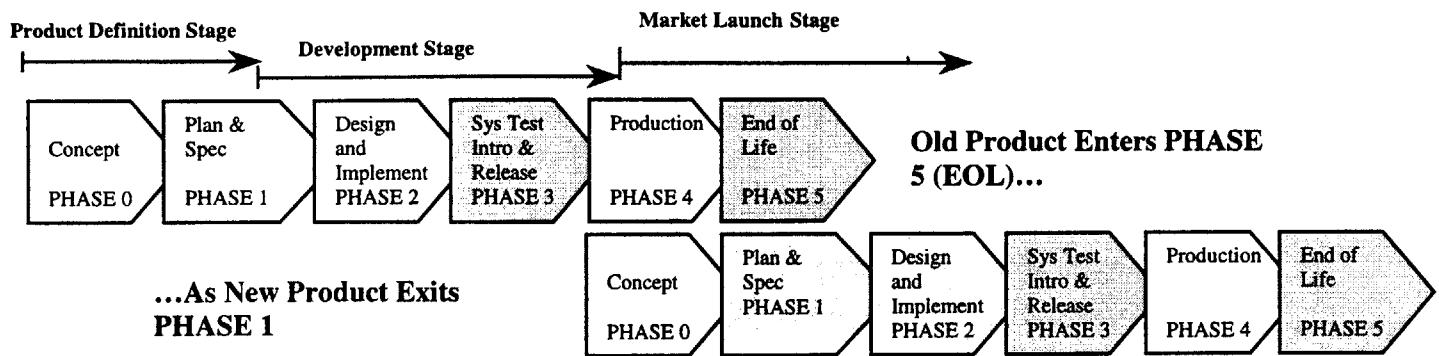 Market Launch Stage
Product Definition Stage
Development Stage
Concept
PHASE 0
Plan &
Spec
PHASE 1
Design
and
Implement
PHASE 2
Sys Test
Intro &
Release
PHASE 3
Production
PHASE 4
End of
Life
PHASE 5
Old Product Enters PHASE
5 (EOL)...
...As New Product Exits
PHASE 1
Concept
PHASE 0
Plan &
Spec
PHASE 1
Design
and
Implement
PHASE 2
Sys Test
Intro &
Release
PHASE 3
Production
PHASE 4
End of
Life
PHASE 5